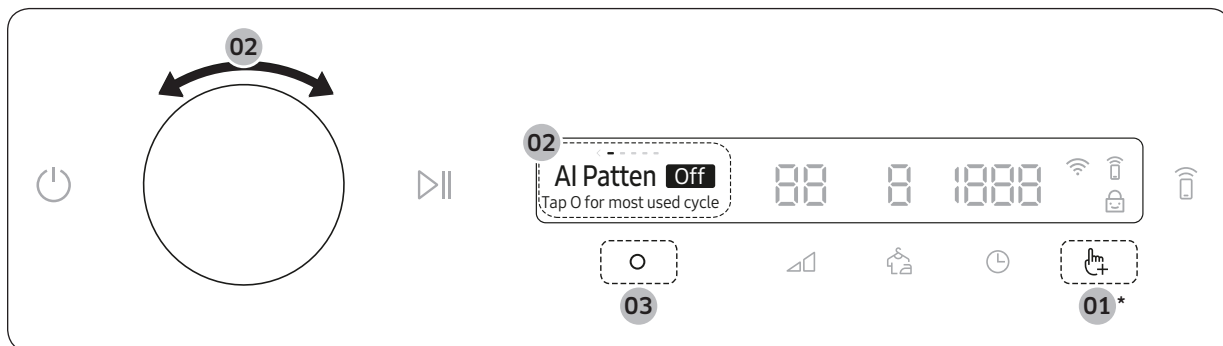 02
02
AI Patten Off
Tap O for most used cycle
88 8 1888
03
01 *